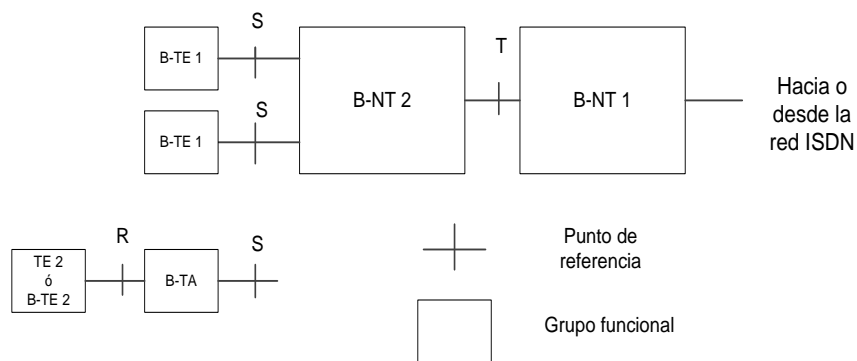 S
B-TE 1
S
B-TE 1
B-NT 2
T
B-NT 1
Hacia o
desde la
red ISDN
R
S
TE 2
ó
B-TE 2
B-TA
Punto de
referencia
Grupo funcional